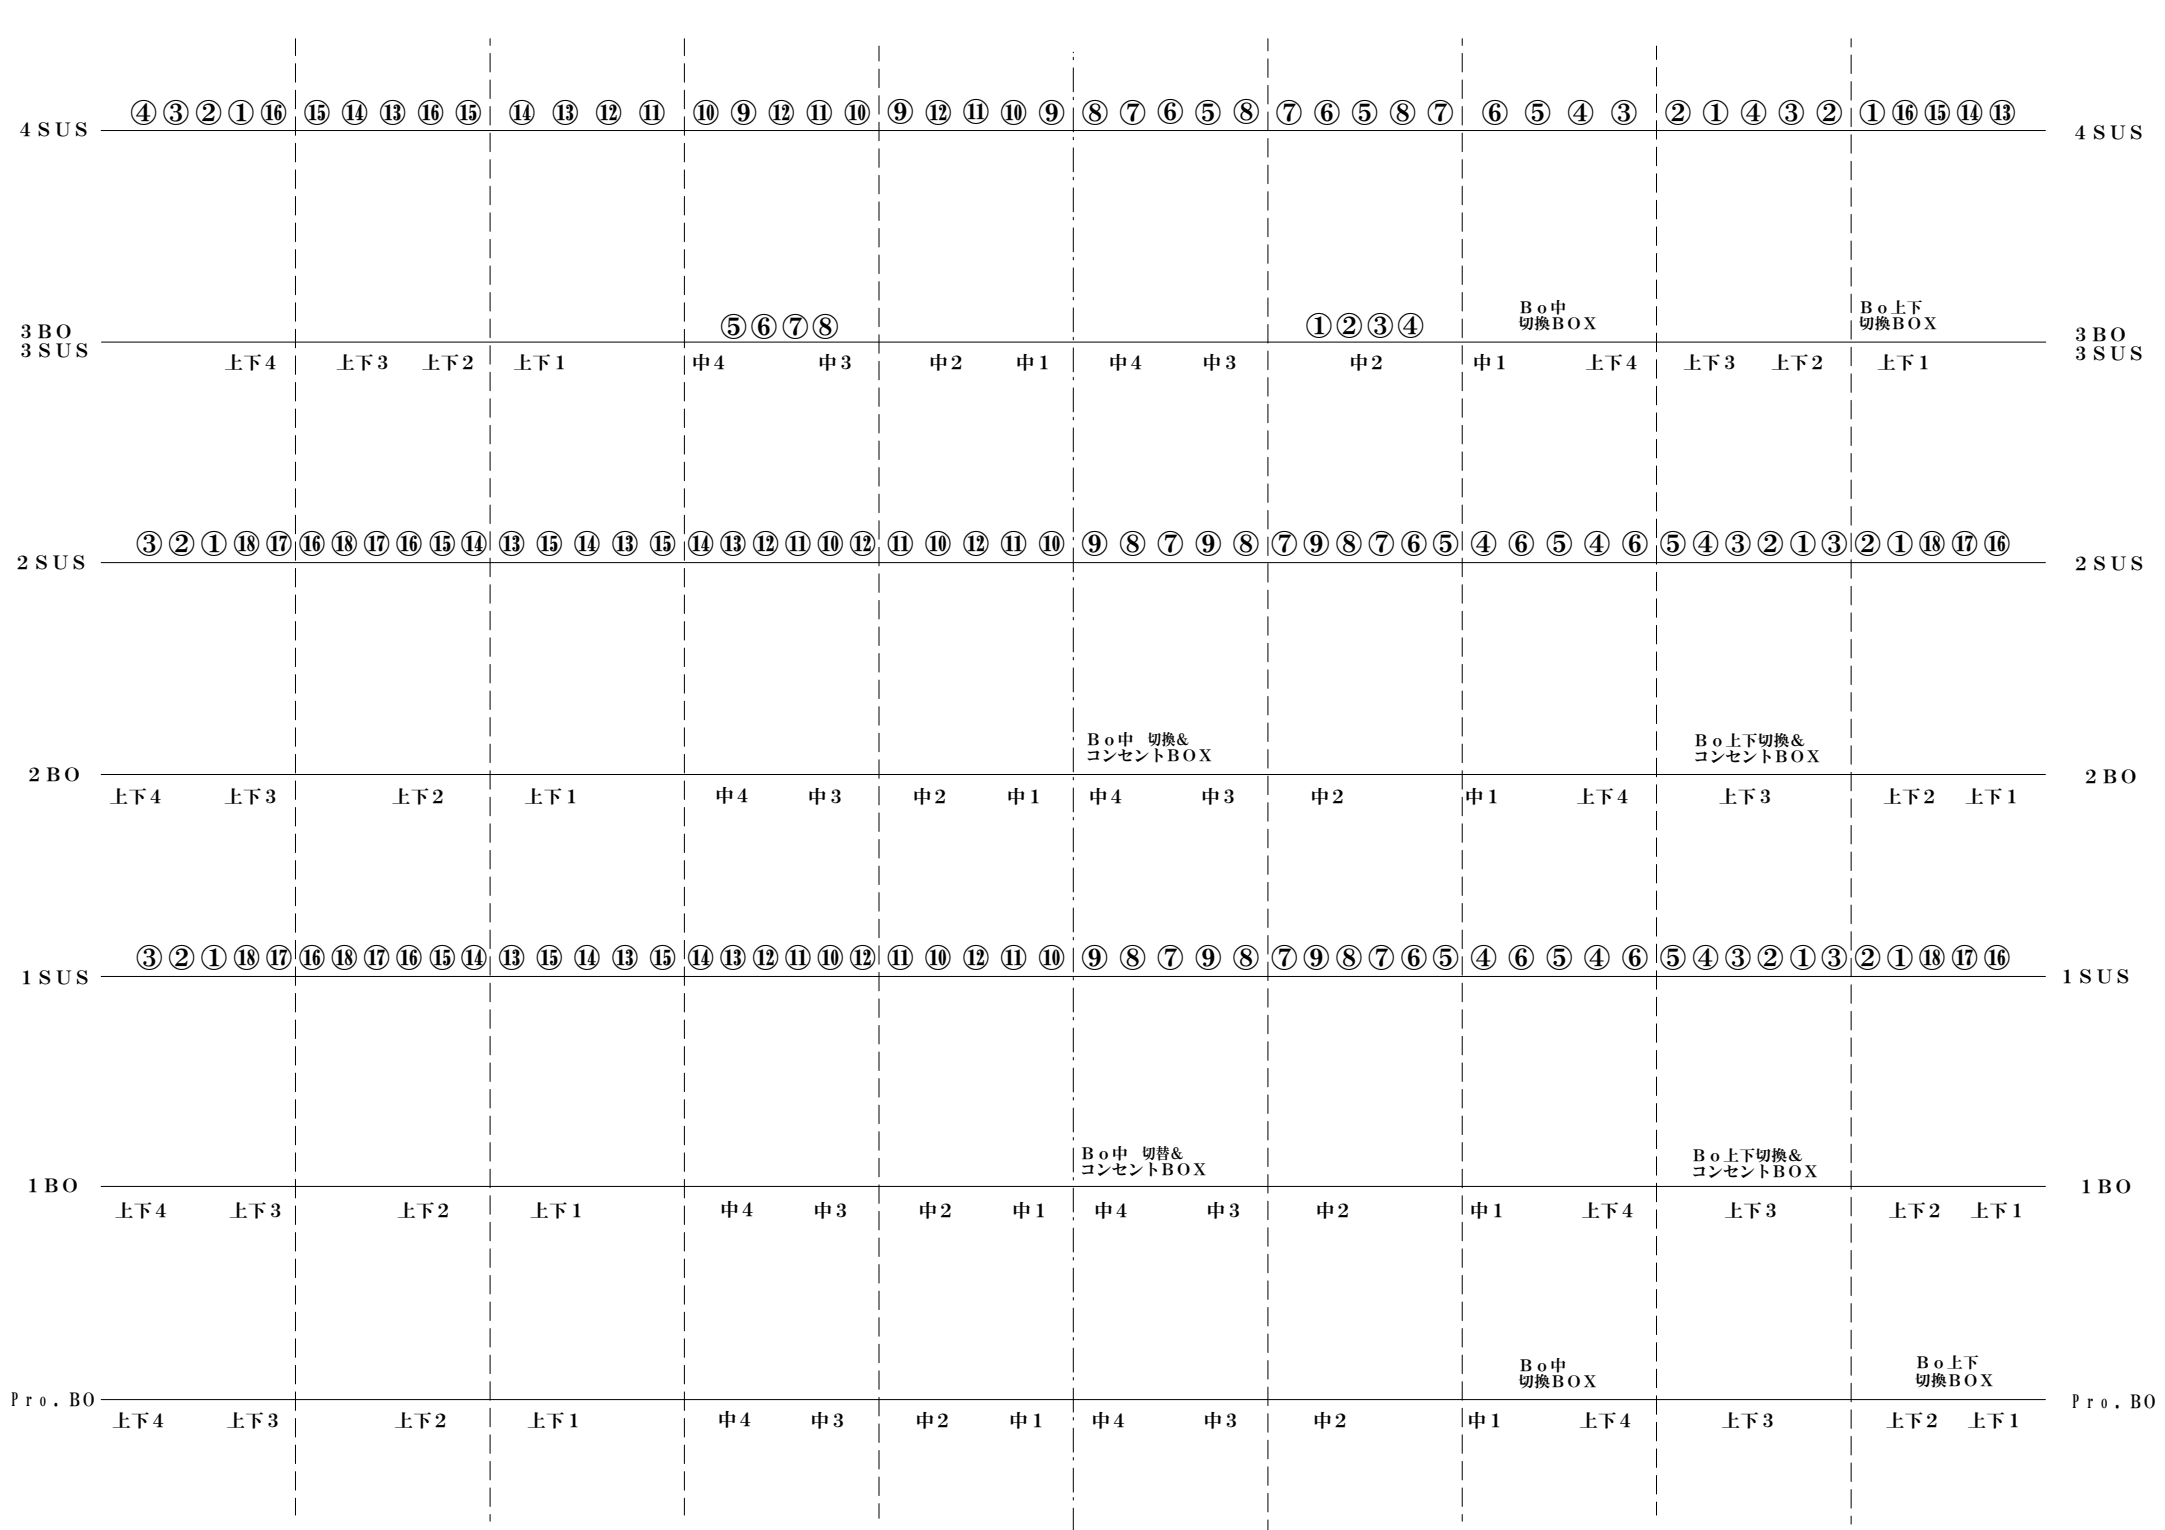 ④③②①⑯ ⑮⑭⑬⑯⑮ ⑭⑬⑫⑪ ⑩⑨⑫⑪⑩ ⑨⑫⑪⑩⑨ ⑧⑦⑥⑤⑧ ⑦⑥⑤⑧⑦ ⑥⑤④③ ②①④③② ①⑯⑮⑭⑬
4SUS 4SUS
Bo中 Bo上下
切換BOX 切換BOX
3BO ⑤⑥⑦⑧ ①②③④ 3BO
3SUS 3SUS
上下4 上下3 上下2 上下1 中4 中3 中2 中1 中4 中3 中2 中1 上下4 上下3 上下2 上下1
③②①⑱⑰ ⑯⑱⑰⑯⑮⑭ ⑬⑮⑭⑬⑮ ⑭⑬⑫⑪⑩⑫ ⑪⑩⑫⑪⑩ ⑨⑧⑦⑨⑧ ⑦⑨⑧⑦⑥⑤ ④⑥⑤④⑥ ⑤④③②①③ ②①⑱⑰⑯
2SUS 2SUS
Bo中 切換& Bo上下切換&
コンセントBOX コンセントBOX
2BO 2BO
上下4 上下3 上下2 上下1 中4 中3 中2 中1 中4 中3 中2 中1 上下4 上下3 上下2 上下1
③②①⑱⑰ ⑯⑱⑰⑯⑮⑭ ⑬⑮⑭⑬⑮ ⑭⑬⑫⑪⑩⑫ ⑪⑩⑫⑪⑩ ⑨⑧⑦⑨⑧ ⑦⑨⑧⑦⑥⑤ ④⑥⑤④⑥ ⑤④③②①③ ②①⑱⑰⑯
1SUS 1SUS
Bo中 切替& Bo上下切換&
コンセントBOX コンセントBOX
1BO 1BO
上下4 上下3 上下2 上下1 中4 中3 中2 中1 中4 中3 中2 中1 上下4 上下3 上下2 上下1
Bo中 Bo上下
切換BOX 切換BOX
Pro.BO Pro.BO
上下4 上下3 上下2 上下1 中4 中3 中2 中1 中4 中3 中2 中1 上下4 上下3 上下2 上下1